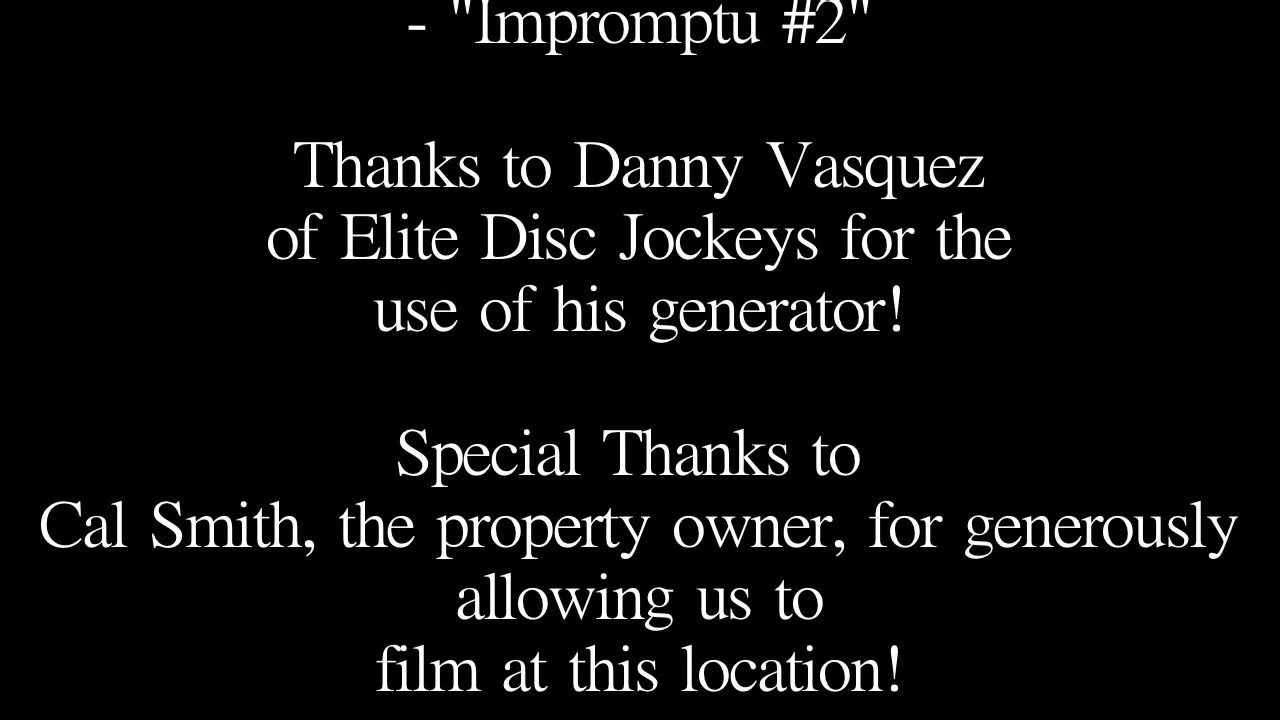 - "Impromptu #2"
Thanks to Danny Vasquez
of Elite Disc Jockeys for the
use of his generator!
Special Thanks to
Cal Smith, the property owner, for generously
allowing us to
film at this location!